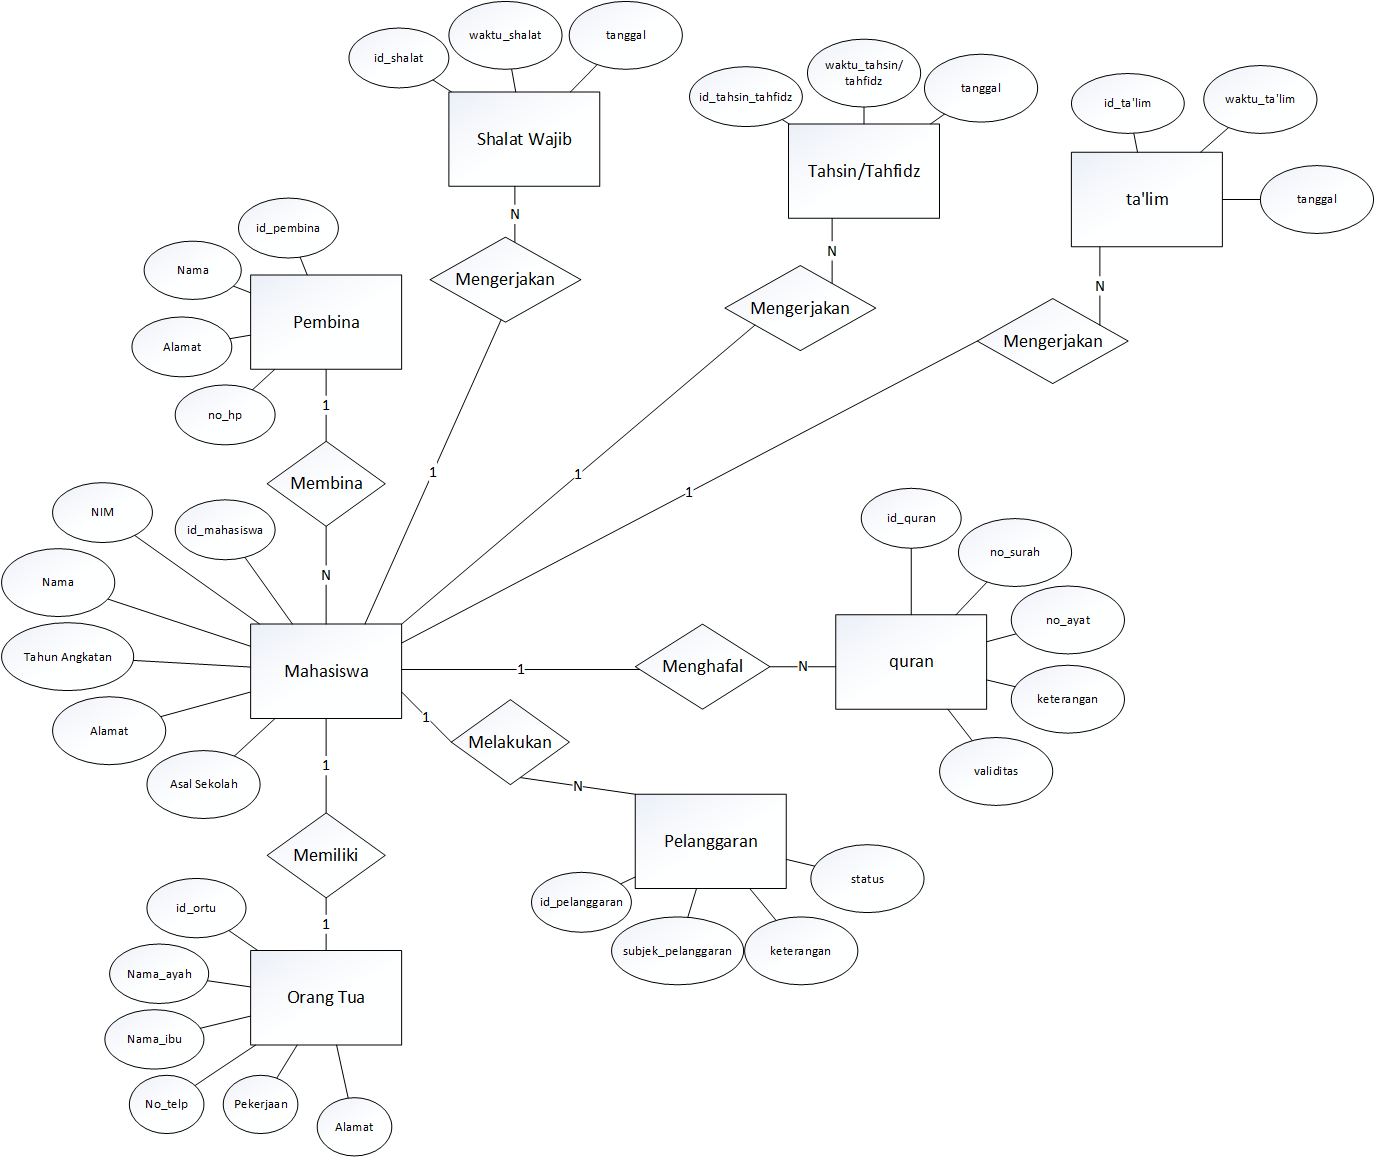 id_shalat
waktu_shalat
tanggal
Shalat Wajib
N
Mengerjakan
1
id_tahsin_tahfidz
waktu_tahsin/
tahfidz
tanggal
Tahsin/Tahfidz
N
Mengerjakan
1
id_ta'lim
waktu_ta'lim
tanggal
ta'lim
N
Mengerjakan
1
id_pembina
Nama
Alamat
no_hp
Pembina
1
Membina
N
NIM
id_mahasiswa
Nama
Tahun Angkatan
Alamat
Asal Sekolah
Mahasiswa
1
Menghafal
N
id_quran
no_surah
no_ayat
keterangan
validitas
quran
1
Melakukan
N
Pelanggaran
id_pelanggaran
subjek_pelanggaran
keterangan
status
1
Memiliki
1
id_ortu
Nama_ayah
Nama_ibu
No_telp
Pekerjaan
Alamat
Orang Tua